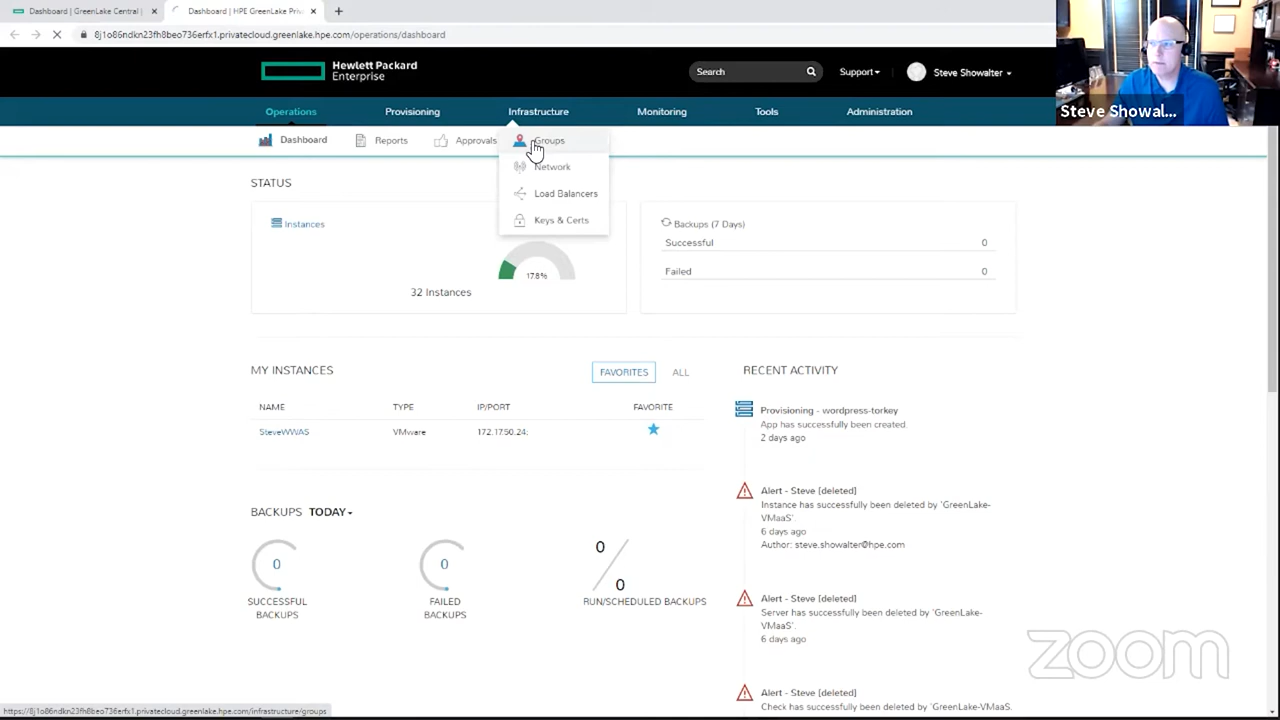 Dashboard | GreenLake Central |
Dashboard | HPE GreenLake Priv
8j1o86ndkn23fh8beo736erfx1.privatecloud.greenlake.hpe.com/operations/dashboard
Hewlett Packard
Enterprise
Search
Support
Steve Showalter
Steve Showal...
Operations
Provisioning
Infrastructure
Monitoring
Tools
Administration
Dashboard
Reports
Approvals
Groups
Network
Load Balancers
Keys & Certs
STATUS
Instances
17.8%
32 Instances
Backups (7 Days)
Successful 0
Failed 0
MY INSTANCES
FAVORITES
ALL
NAME TYPE IP/PORT FAVORITE
SteveWWAS VMware 172.17.50.24:
BACKUPS TODAY
0
SUCCESSFUL
BACKUPS
0
FAILED
BACKUPS
0
0
RUN/SCHEDULED BACKUPS
RECENT ACTIVITY
Provisioning - wordpress-torkey
App has successfully been created.
2 days ago
Alert - Steve [deleted]
Instance has successfully been deleted by 'GreenLake-
VMaaS'.
6 days ago
Author: steve.showalter@hpe.com
Alert - Steve [deleted]
Server has successfully been deleted by 'GreenLake-
VMaaS'.
6 days ago
Alert - Steve [deleted]
Check has successfully been deleted by 'GreenLake-VMaaS.
zoom
https://8j1o86ndkn23fh8beo736erfx1.privatecloud.greenlake.hpe.com/infrastructure/groups